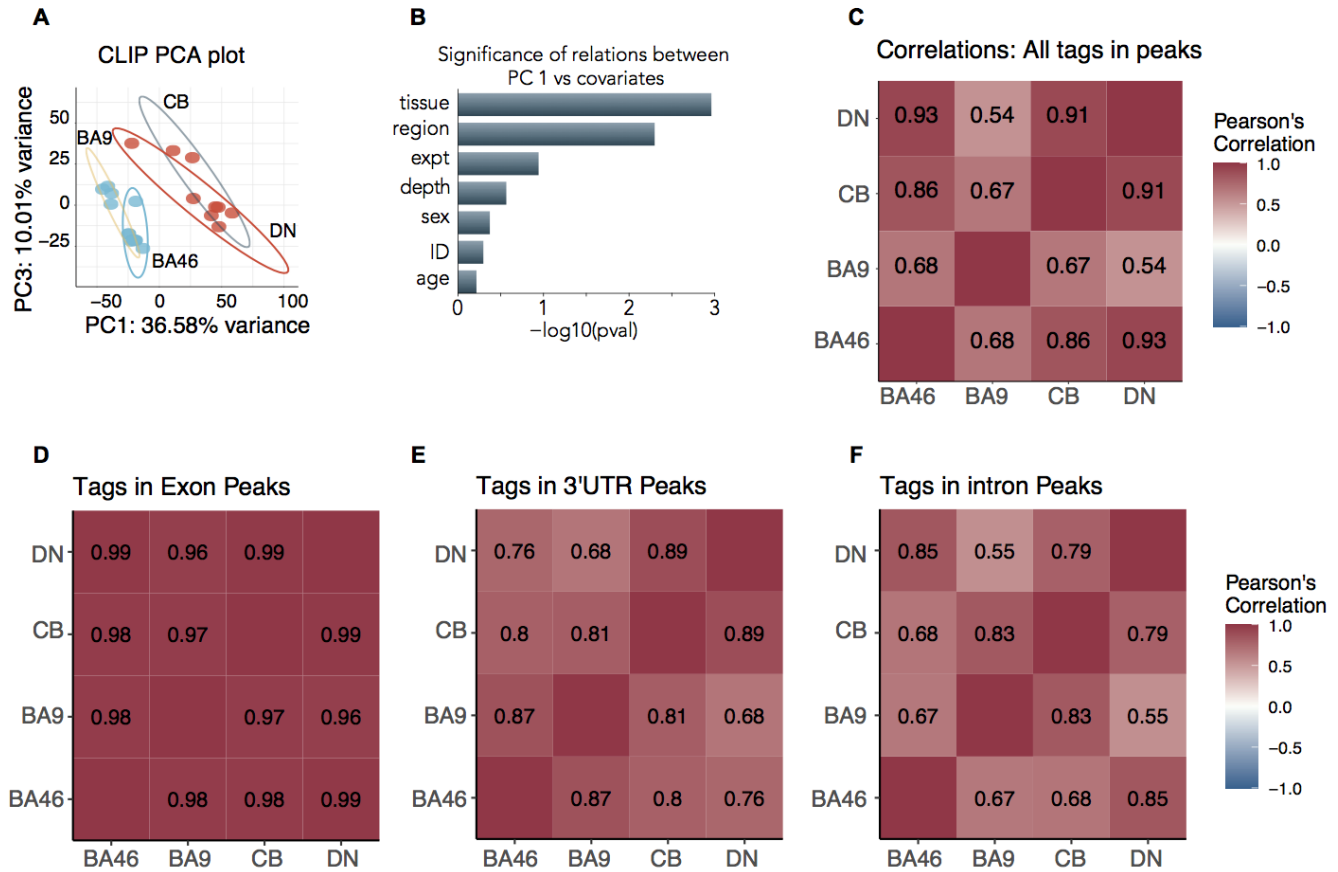 A
CLIP PCA plot
PC3: 10.01% variance
50
25
0
−25
CB
BA9
DN
BA46
−50 0 50 100
PC1: 36.58% variance
B
Significance of relations between
PC 1 vs covariates
tissue
region
expt
depth
sex
ID
age
0 1 2 3
−log10(pval)
C
Correlations: All tags in peaks
DN 0.93 0.54 0.91
CB 0.86 0.67 0.91
BA9 0.68 0.67 0.54
BA46 0.68 0.86 0.93
BA46 BA9 CB DN
Pearson's
Correlation
1.0
0.5
0.0
−0.5
−1.0
D
Tags in Exon Peaks
DN 0.99 0.96 0.99
CB 0.98 0.97 0.99
BA9 0.98 0.97 0.96
BA46 0.98 0.98 0.99
BA46 BA9 CB DN
E
Tags in 3'UTR Peaks
DN 0.76 0.68 0.89
CB 0.8 0.81 0.89
BA9 0.87 0.81 0.68
BA46 0.87 0.8 0.76
BA46 BA9 CB DN
F
Tags in intron Peaks
DN 0.85 0.55 0.79
CB 0.68 0.83 0.79
BA9 0.67 0.83 0.55
BA46 0.67 0.68 0.85
BA46 BA9 CB DN
Pearson's
Correlation
1.0
0.5
0.0
−0.5
−1.0